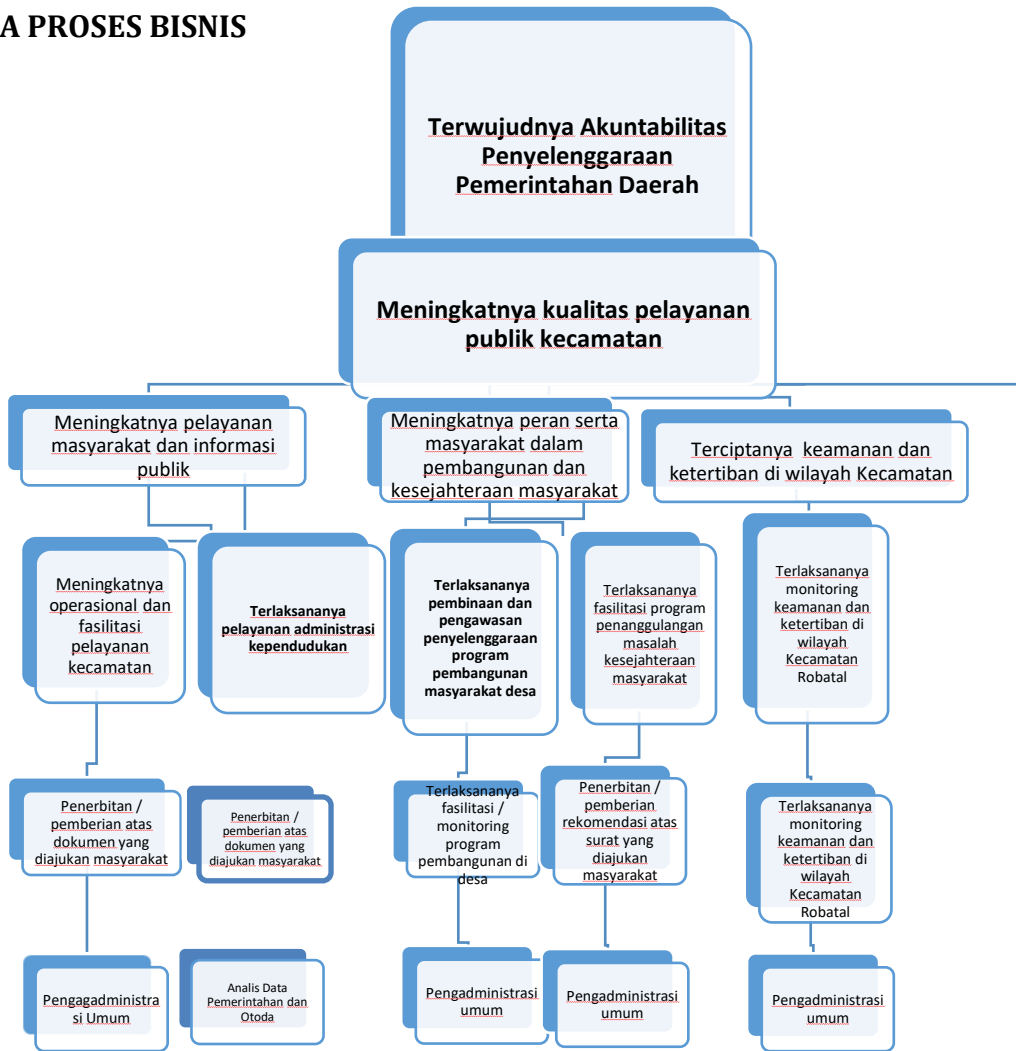 A PROSES BISNIS
Terwujudnya Akuntabilitas
Penyelenggaraan
Pemerintahan Daerah
Meningkatnya kualitas pelayanan
publik kecamatan
Meningkatnya pelayanan
masyarakat dan informasi
publik
Meningkatnya peran serta
masyarakat dalam
pembangunan dan
kesejahteraan masyarakat
Terciptanya keamanan dan
ketertiban di wilayah Kecamatan
Meningkatnya
operasional dan
fasilitasi
pelayanan
kecamatan
Terlaksananya
pelayanan administrasi
kependudukan
Terlaksananya
pembinaan dan
pengawasan
penyelenggaraan
program
pembangunan
masyarakat desa
Terlaksananya
fasilitasi program
penanggulangan
masalah
kesejahteraan
masyarakat
Terlaksananya
monitoring
keamanan dan
ketertiban di
wilayah
Kecamatan
Robatal
Penerbitan /
pemberian atas
dokumen yang
diajukan masyarakat
Penerbitan /
pemberian atas
dokumen yang
diajukan masyarakat
Terlaksananya
fasilitasi /
monitoring
program
pembangunan di
desa
Penerbitan /
pemberian
rekomendasi atas
surat yang
diajukan
masyarakat
Terlaksananya
monitoring
keamanan dan
ketertiban di
wilayah
Kecamatan
Robatal
Pengagadministra
si Umum
Analis Data
Pemerintahan dan
Otoda
Pengadministrasi
umum
Pengadministrasi
umum
Pengadministrasi
umum